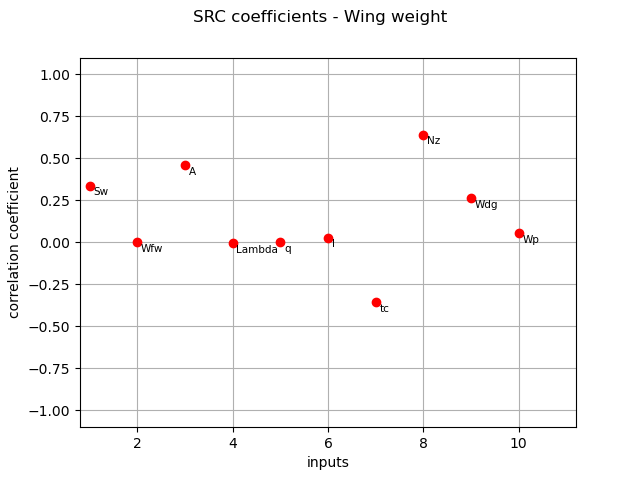 SRC coefficients - Wing weight
correlation coefficient
1.00
0.75
0.50
0.25
0.00
−0.25
−0.50
−0.75
−1.00
Sw
Wfw
A
Lambda
q
l
tc
Nz
Wdg
Wp
2
4
6
8
10
inputs